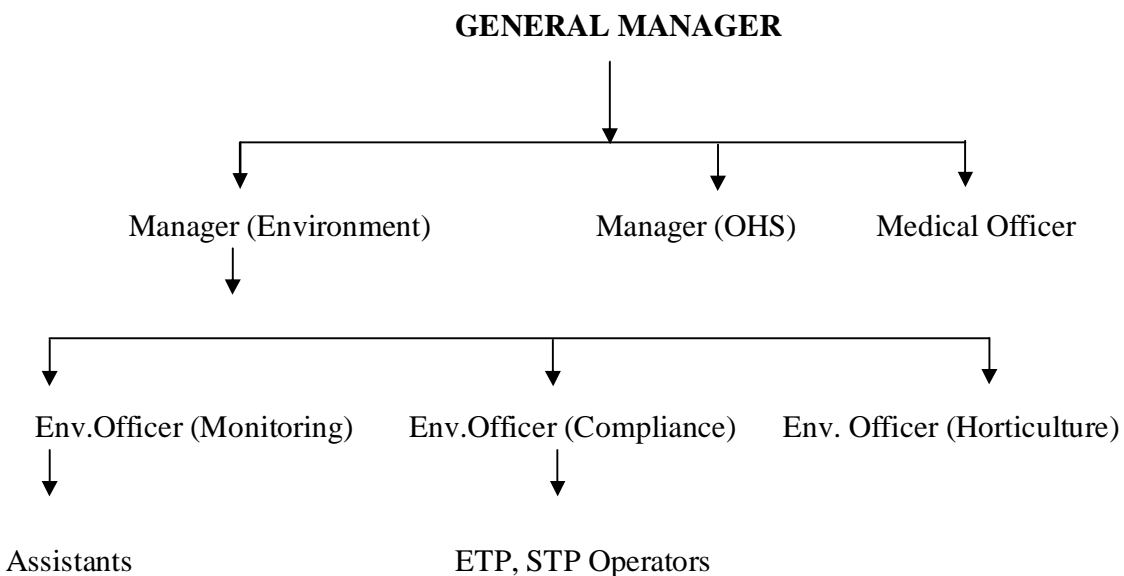 GENERAL MANAGER
Manager (Environment) Manager (OHS) Medical Officer
Env.Officer (Monitoring) Env.Officer (Compliance) Env. Officer (Horticulture)
Assistants ETP, STP Operators